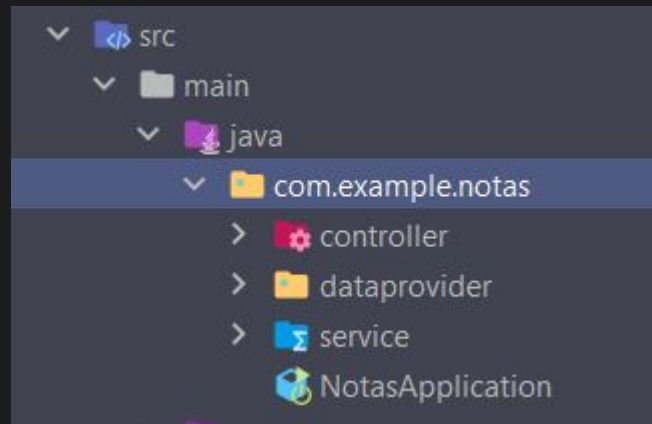 src
main
java
com.example.notas
controller
dataprovider
service
NotasApplication